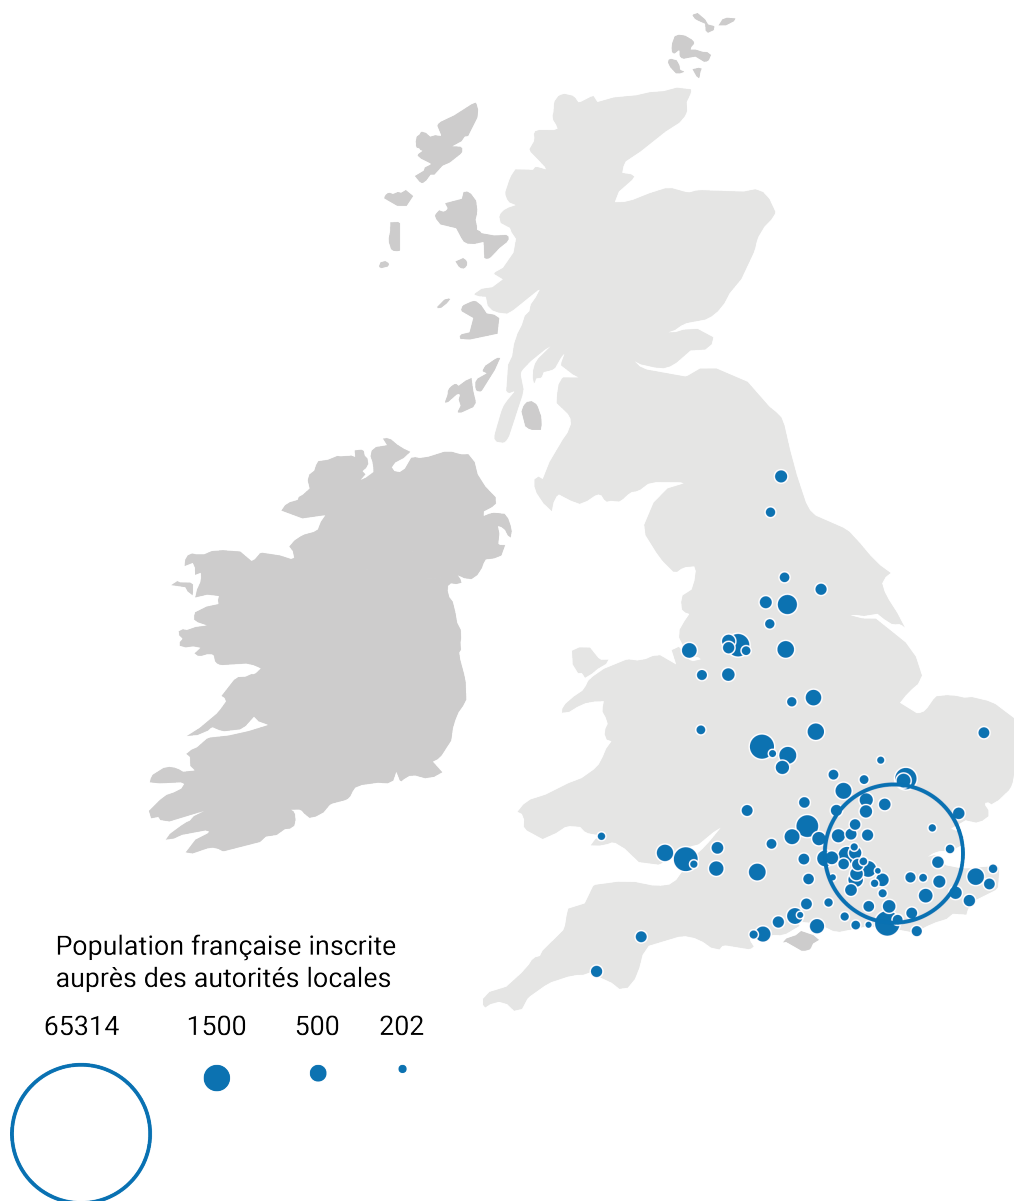 Population française inscrite
auprès des autorités locales
65314 1500 500 202